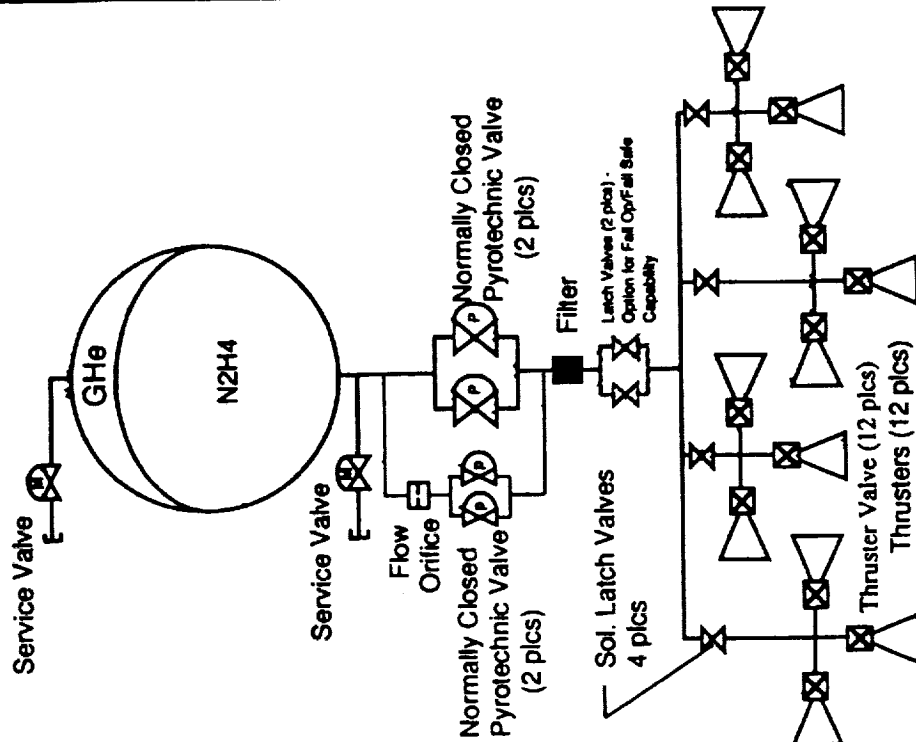 Service Valve
M
GHe
N2H4
Service Valve
M
Flow
Orifice
Normally Closed
Pyrotechnic Valve
(2 plcs)
P
P
Normally Closed
Pyrotechnic Valve
(2 plcs)
P
P
Filter
Latch Valves (2 plcs) -
Option for Fail Op/Fail Safe
Capability
Sol. Latch Valves
4 plcs
Thruster Valve (12 plcs)
Thrusters (12 plcs)